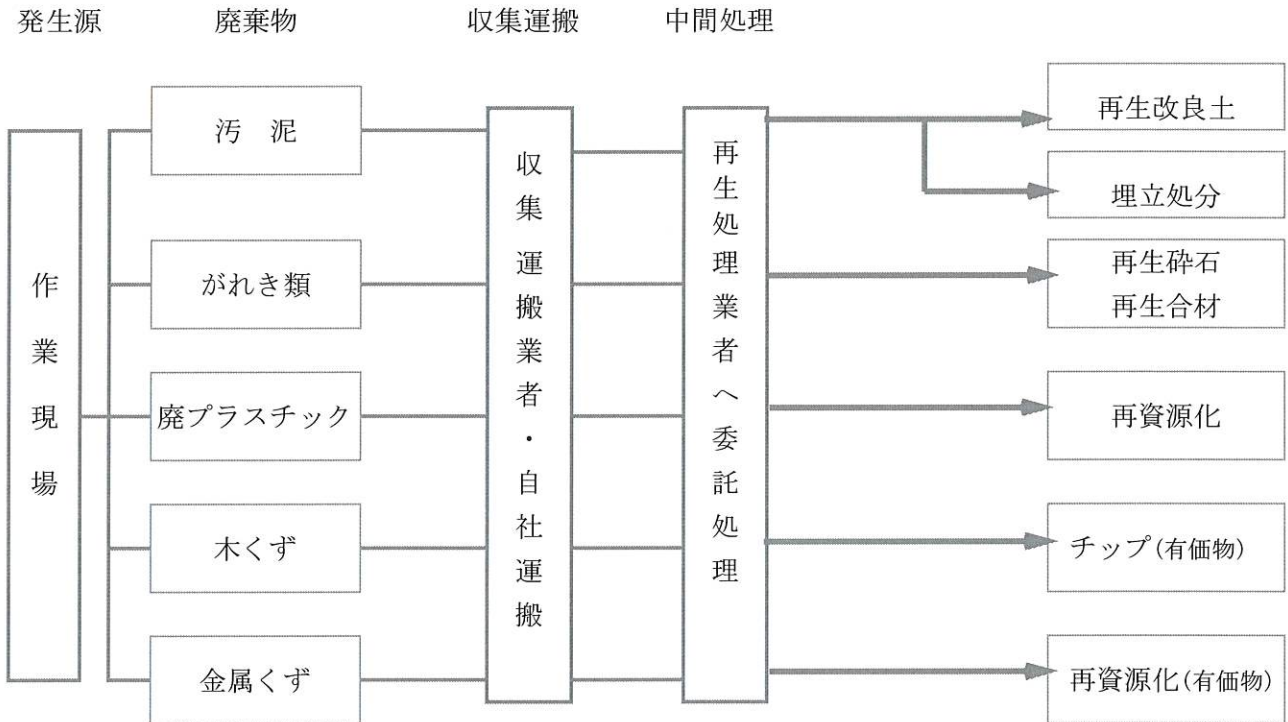 発生源 廃棄物 収集運搬 中間処理
作業現場
汚泥
がれき類
廃プラスチック
木くず
金属くず
収集運搬業者・自社運搬
再生処理業者へ委託処理
再生改良土
埋立処分
再生砕石
再生合材
再資源化
チップ(有価物)
再資源化(有価物)